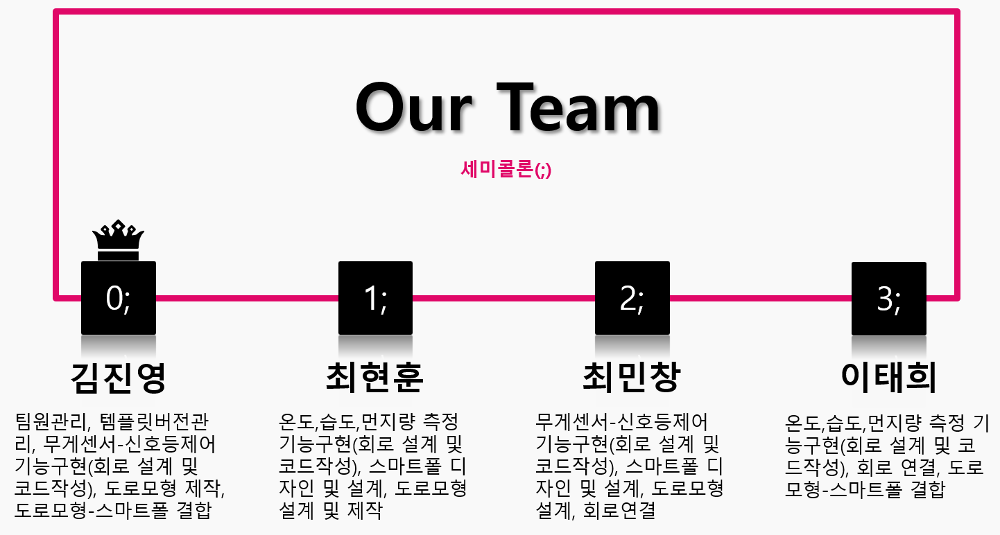 Our Team
세미콜론(;)
0;
1;
2;
3;
김진영
최현훈
최민창
이태희
팀원관리, 템플릿버전관
리, 무게센서-신호등제어
기능구현(회로 설계 및
코드작성), 도로모형 제작,
도로모형-스마트폴 결합
온도,습도,먼지량 측정
기능구현(회로 설계 및
코드작성), 스마트폴 디
자인 및 설계, 도로모형
설계 및 제작
무게센서-신호등제어
기능구현(회로 설계 및
코드작성), 스마트폴 디
자인 및 설계, 도로모형
설계, 회로연결
온도,습도,먼지량 측정 기
능구현(회로 설계 및 코
드작성), 회로 연결, 도로
모형-스마트폴 결합